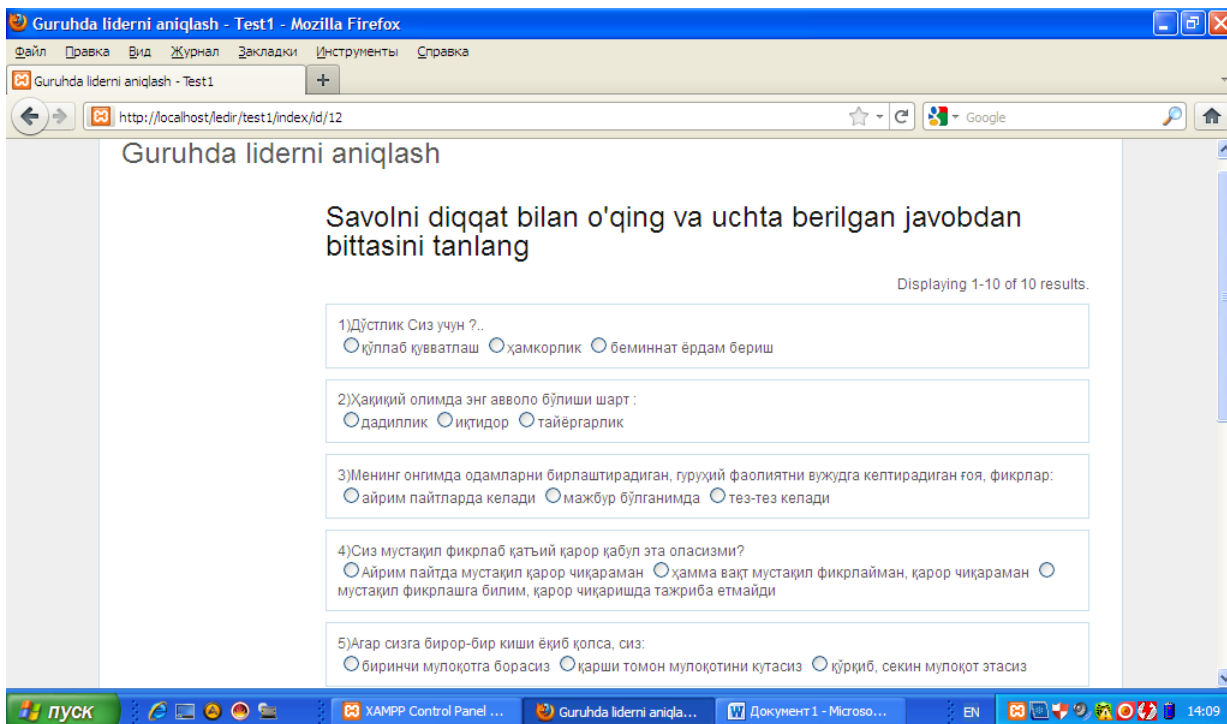 Guruhda liderni aniqlash - Test1 - Mozilla Firefox
Файл Правка Вид Журнал Закладки Инструменты Справка
Guruhda liderni aniqlash - Test1
http://localhost/ledir/test1/index/id/12
Google
Guruhda liderni aniqlash
Savolni diqqat bilan o'qing va uchta berilgan javobdan
bittasini tanlang
Displaying 1-10 of 10 results.
1)Дўстлик Сиз учун ?..
қўллаб қувватлаш ҳамкорлик беминнат ёрдам бериш
2)Ҳақиқий олимда энг авволо бўлиши шарт :
дадиллик иқтидор тайёргарлик
3)Менинг онгимда одамларни бирлаштирадиган, гуруҳий фаолиятни вужудга келтирадиган ғоя, фикрлар:
айрим пайтларда келади мажбур бўлганимда тез-тез келади
4)Сиз мустақил фикрлаб қатъий қарор қабул эта оласизми?
Айрим пайтда мустақил қарор чиқараман ҳамма вақт мустақил фикрлайман, қарор чиқараман
мустақил фикрлашга билим, қарор чиқаришда тажриба етмайди
5)Агар сизга бирор-бир киши ёқиб қолса, сиз:
биринчи мулоқотга борасиз қарши томон мулоқотини кутасиз қўрқиб, секин мулоқот этасиз
пуск
XAMPP Control Panel ...
Guruhda liderni aniqla...
Документ 1 - Microso...
EN
14:09